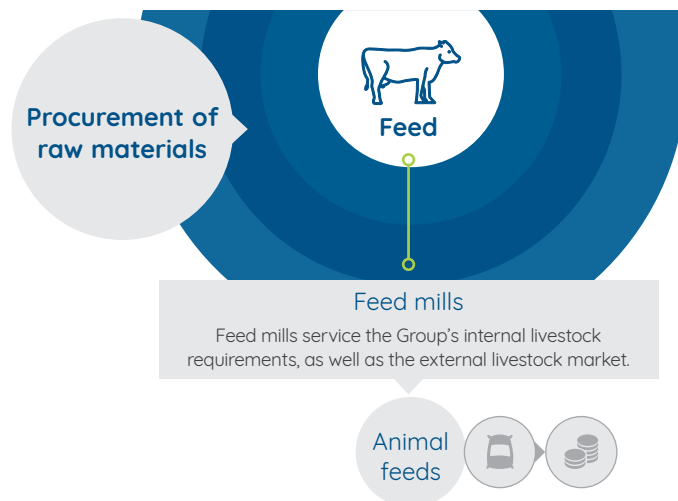 Procurement of
raw materials
Feed
Feed mills
Feed mills service the Group's internal livestock
requirements, as well as the external livestock market.
Animal
feeds